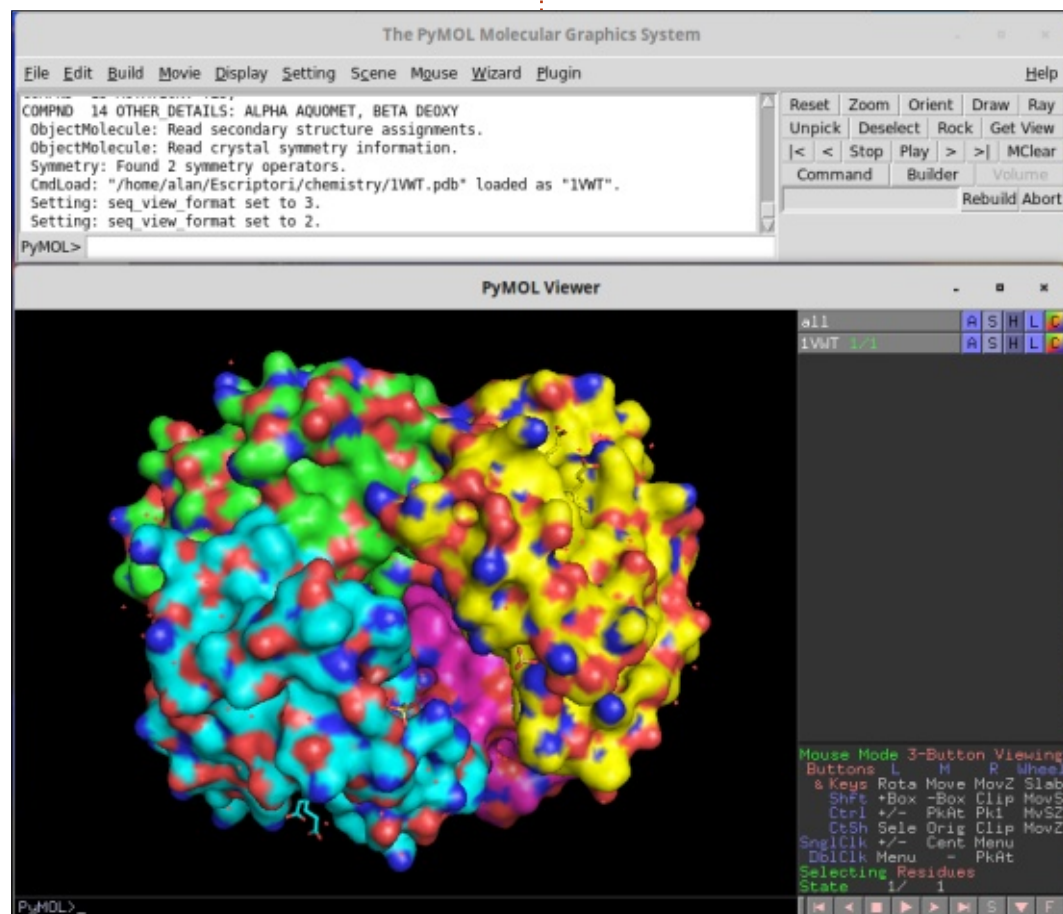 The PyMOL Molecular Graphics System
File Edit Build Movie Display Setting Scene Mouse Wizard Plugin Help
COMPND 14 OTHER_DETAILS: ALPHA AQUOMET, BETA DEOXY
ObjectMolecule: Read secondary structure assignments.
ObjectMolecule: Read crystal symmetry information.
Symmetry: Found 2 symmetry operators.
CmdLoad: "/home/alan/Escriptori/chemistry/1VWT.pdb" loaded as "1VWT".
Setting: seq_view_format set to 3.
Setting: seq_view_format set to 2.
PyMOL>
Reset Zoom Orient Draw Ray
Unpick Deselect Rock Get View
|< < Stop Play > >| MClear
Command Builder Volume
Rebuild Abort
PyMOL Viewer
all A S H L C
1VWT 1/1 A S H L C
Mouse Mode 3-Button Viewing
Buttons L M R Wheel
& Keys Rota Move MovZ Slab
Shft +Box -Box Clip MovS
Ctrl +/- PkAt Pk1 MvSZ
CtSh Sele Orig Clip MovZ
SnglClk +/- Cent Menu
DblClk Menu - PkAt
Selecting Residues
State 1/ 1
PyMOL>_
S F